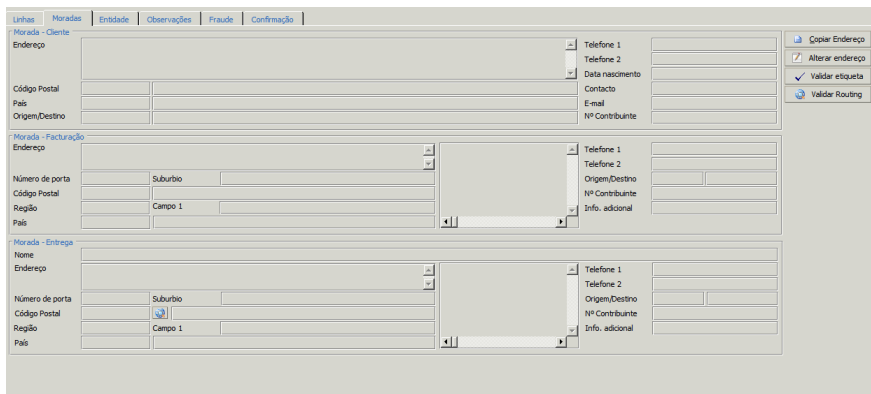 Linhas Moradas Entidade Observações Fraude Confirmação
Morada - Cliente
Endereço Telefone 1
Telefone 2
Data nascimento
Código Postal Contacto
País E-mail
Origem/Destino Nº Contribuinte
Copiar Endereço
Alterar endereço
Validar etiqueta
Validar Routing
Morada - Facturação
Endereço Telefone 1
Telefone 2
Número de porta Suburbio Origem/Destino
Código Postal Nº Contribuinte
Região Campo 1 Info. adicional
País
Morada - Entrega
Nome
Endereço Telefone 1
Telefone 2
Número de porta Suburbio Origem/Destino
Código Postal Nº Contribuinte
Região Campo 1 Info. adicional
País